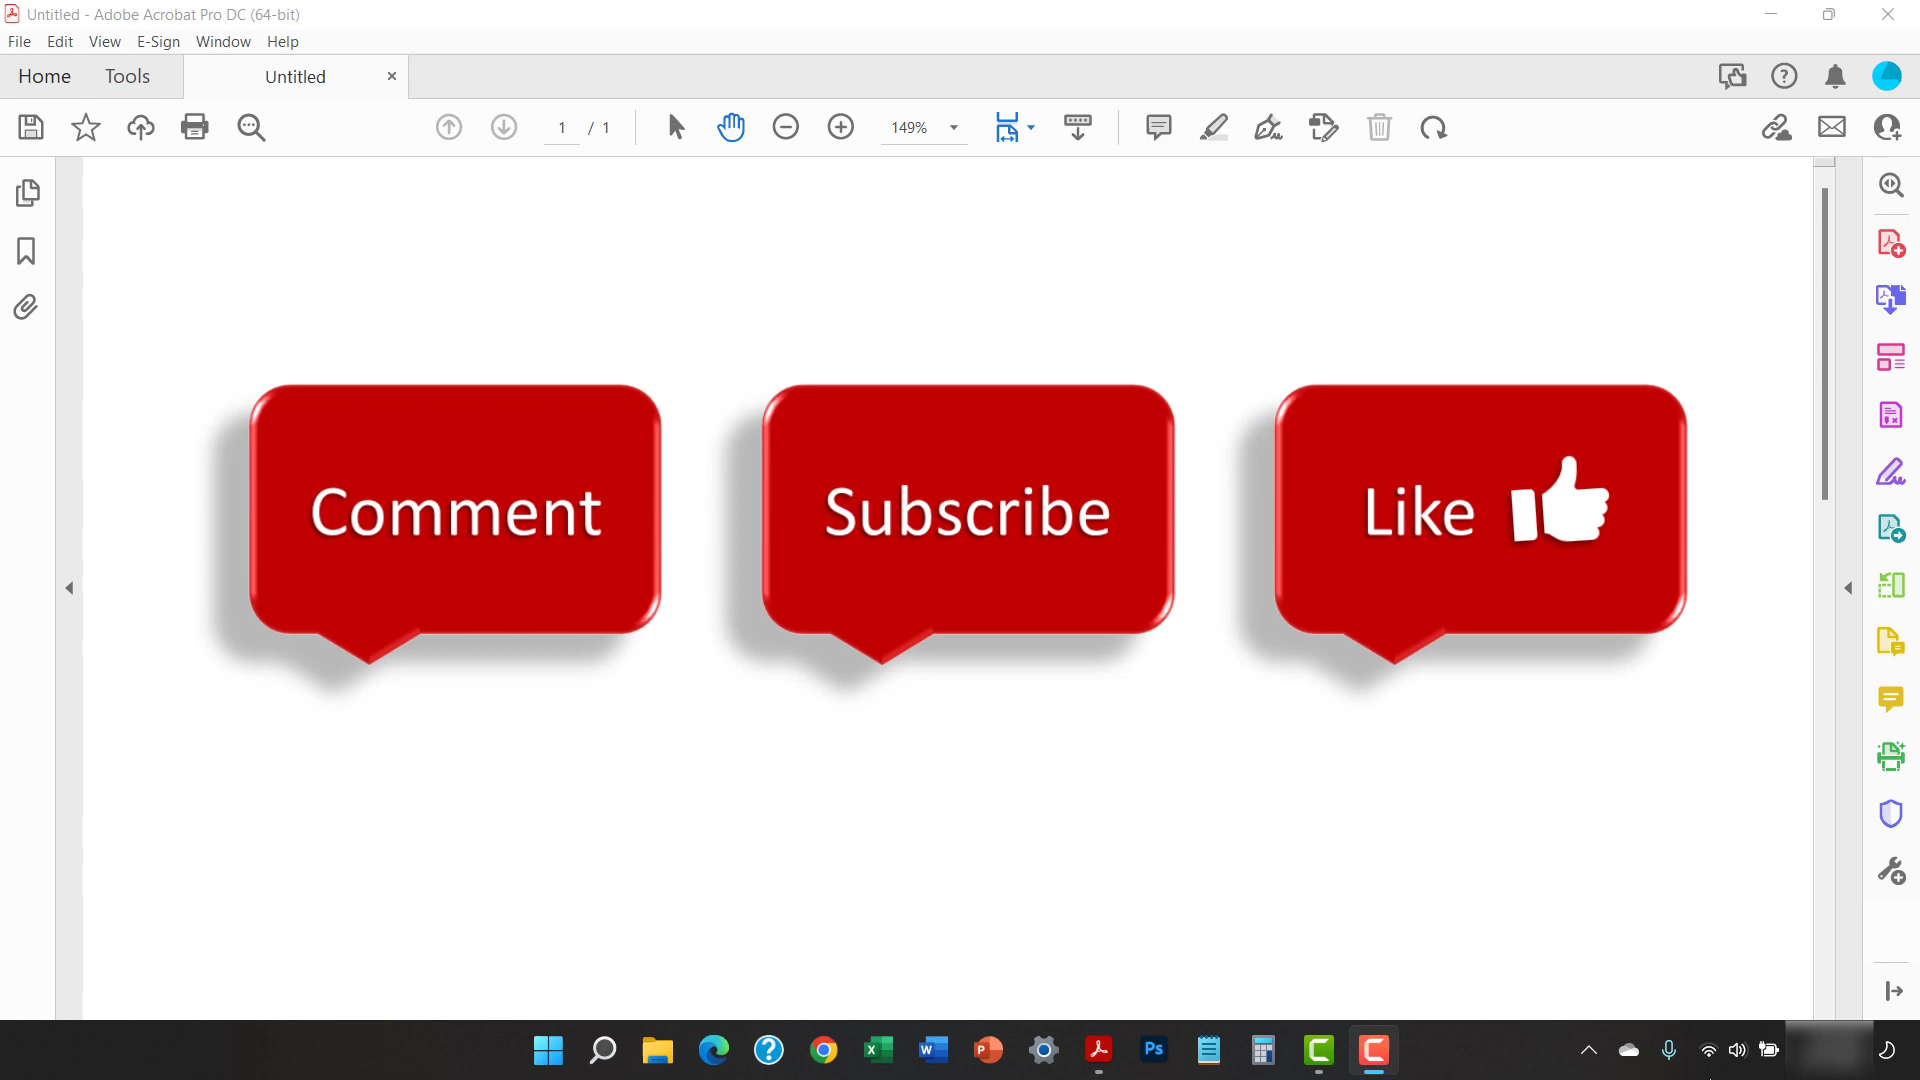 Untitled - Adobe Acrobat Pro DC (64-bit)
File Edit View E-Sign Window Help
Home Tools Untitled
1 / 1 149%
Comment Subscribe Like
Ps